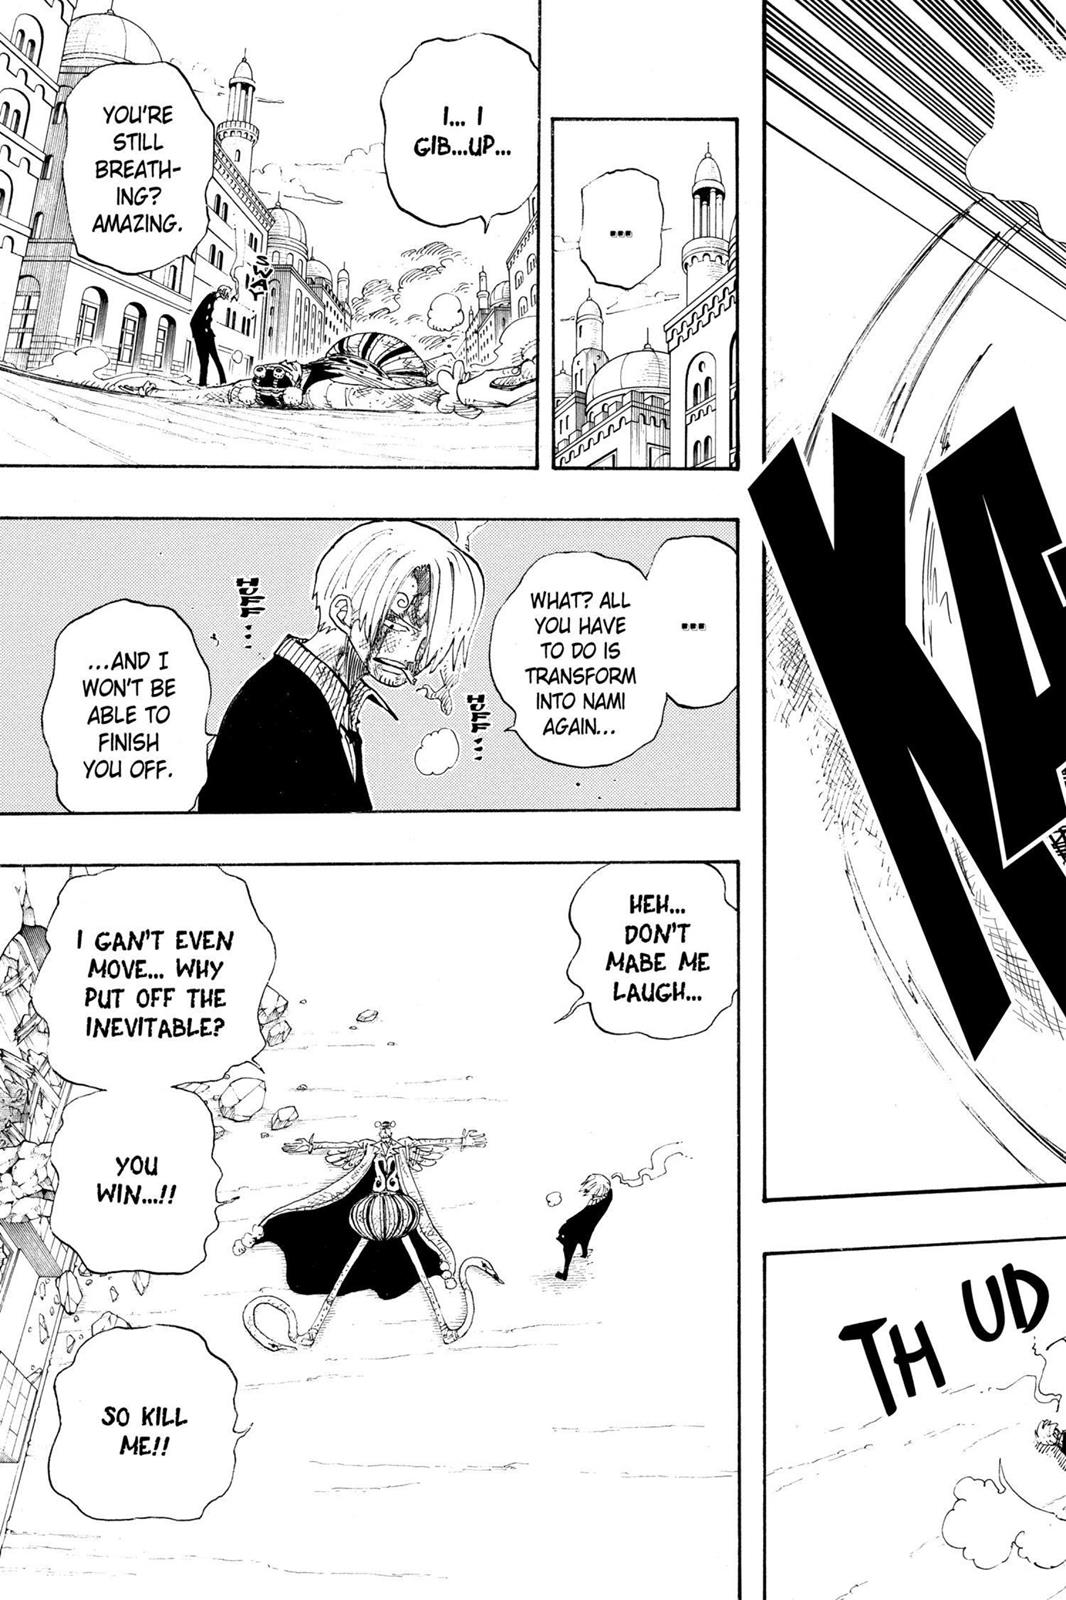 KA
TH UD
...
I... I
GIB...UP...
YOU'RE
STILL
BREATH-
ING?
AMAZING.
SWAY
...
WHAT? ALL
YOU HAVE
TO DO IS
TRANSFORM
INTO NAMI
AGAIN...
HUFF...
HUFF...
...AND I
WON'T BE
ABLE TO
FINISH
YOU OFF.
HEH...
DON'T
MABE ME
LAUGH...
I GAN'T EVEN
MOVE... WHY
PUT OFF THE
INEVITABLE?
YOU
WIN...!!
SO KILL
ME!!